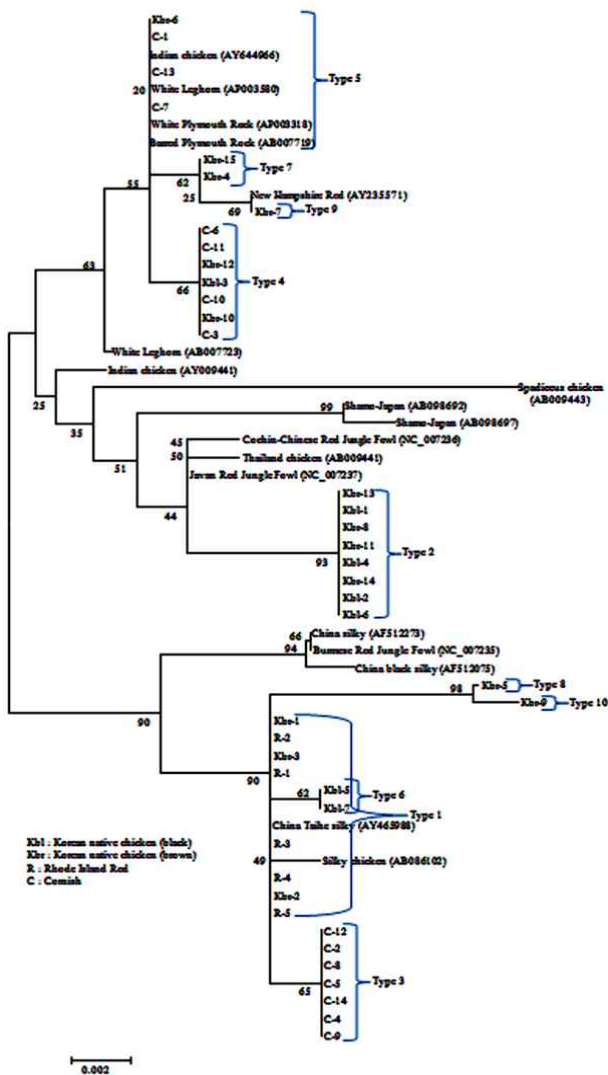 Kbr-6
C-1
Indian chicken (AY644966)
C-13
20
White Leghorn (AP003580)
Type 5
C-7
White Plymouth Rock (AP003318)
Barred Plymouth Rock (AB007719)
Kbr-15
Type 7
Kbr-4
55
62
25
New Hampshire Red (AY235571)
69
Kbr-7
Type 9
C-6
C-11
Kbr-12
63
66
Kbl-3
Type 4
C-10
Kbr-10
C-3
White Leghorn (AB007723)
Indian chicken (AY009441)
25
Spadiceus chicken
(AB009443)
35
99
Shamo-Japan (AB098692)
Shamo-Japan (AB098697)
45
Cochin-Chinese Red Jungle Fowl (NC_007236)
50
Thailand chicken (AB009441)
51
Javan Red Jungle Fowl (NC_007237)
44
Kbr-13
Kbl-1
Kbr-8
Kbr-11
Type 2
93
Kbl-4
Kbr-14
Kbl-2
Kbl-6
66
China silky (AF512273)
94
Burmese Red Jungle Fowl (NC_007235)
China black silky (AF512075)
98
Kbr-5
Type 8
Kbr-9
Type 10
90
Kbr-1
R-2
Kbr-3
90
R-1
62
Kbl-5
Type 6
Kbl-7
Type 1
China Taihe silky (AY465988)
R-3
49
Silky chicken (AB086102)
R-4
Kbr-2
R-5
Kbl : Korean native chicken (black)
Kbr : Korean native chicken (brown)
R : Rhode Island Red
C : Cornish
C-12
C-2
C-8
65
C-5
Type 3
C-14
C-4
C-9
0.002